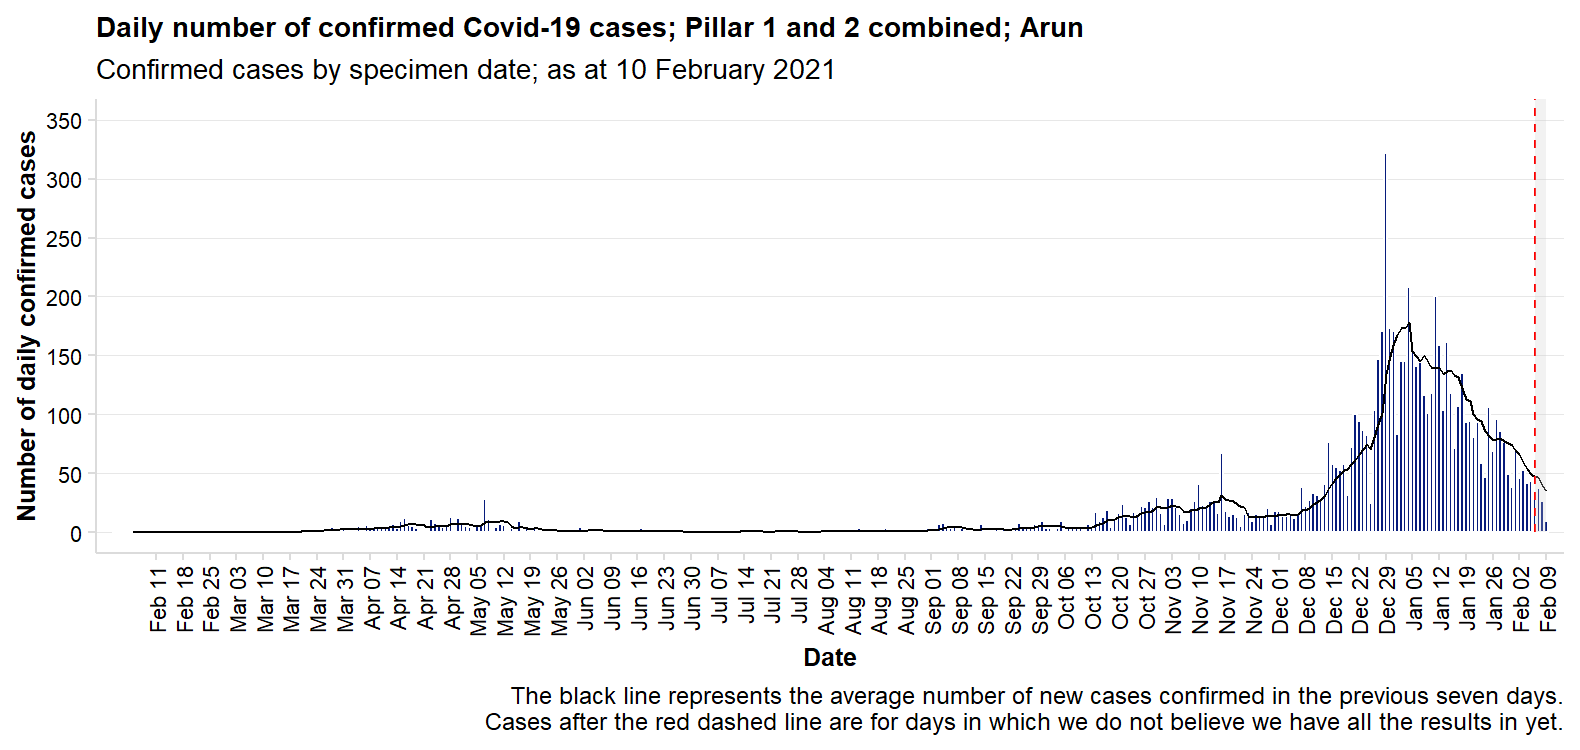 Daily number of confirmed Covid-19 cases; Pillar 1 and 2 combined; Arun
Confirmed cases by specimen date; as at 10 February 2021
Number of daily confirmed cases
350
300
250
200
150
100
50
0
Feb 11
Feb 18
Feb 25
Mar 03
Mar 10
Mar 17
Mar 24
Mar 31
Apr 07
Apr 14
Apr 21
Apr 28
May 05
May 12
May 19
May 26
Jun 02
Jun 09
Jun 16
Jun 23
Jun 30
Jul 07
Jul 14
Jul 21
Jul 28
Aug 04
Aug 11
Aug 18
Aug 25
Sep 01
Sep 08
Sep 15
Sep 22
Sep 29
Oct 06
Oct 13
Oct 20
Oct 27
Nov 03
Nov 10
Nov 17
Nov 24
Dec 01
Dec 08
Dec 15
Dec 22
Dec 29
Jan 05
Jan 12
Jan 19
Jan 26
Feb 02
Feb 09
Date
The black line represents the average number of new cases confirmed in the previous seven days.
Cases after the red dashed line are for days in which we do not believe we have all the results in yet.